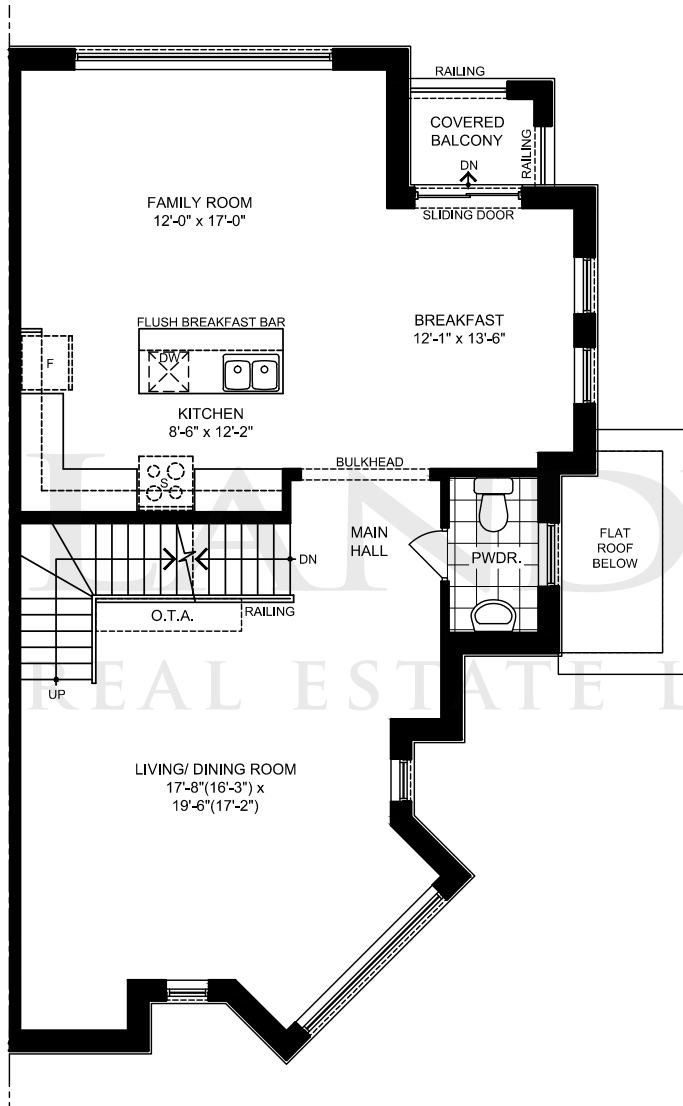 RAILING
COVERED
BALCONY
RAILING
DN
SLIDING DOOR
FAMILY ROOM
12'-0" x 17'-0"
FLUSH BREAKFAST BAR
BREAKFAST
12'-1" x 13'-6"
F
DW
KITCHEN
8'-6" x 12'-2"
S
BULKHEAD
MAIN
HALL
PWDR.
FLAT
ROOF
BELOW
DN
O.T.A.
RAILING
UP
LAND
REAL ESTATE L
LIVING/ DINING ROOM
17'-8"(16'-3") x
19'-6"(17'-2")